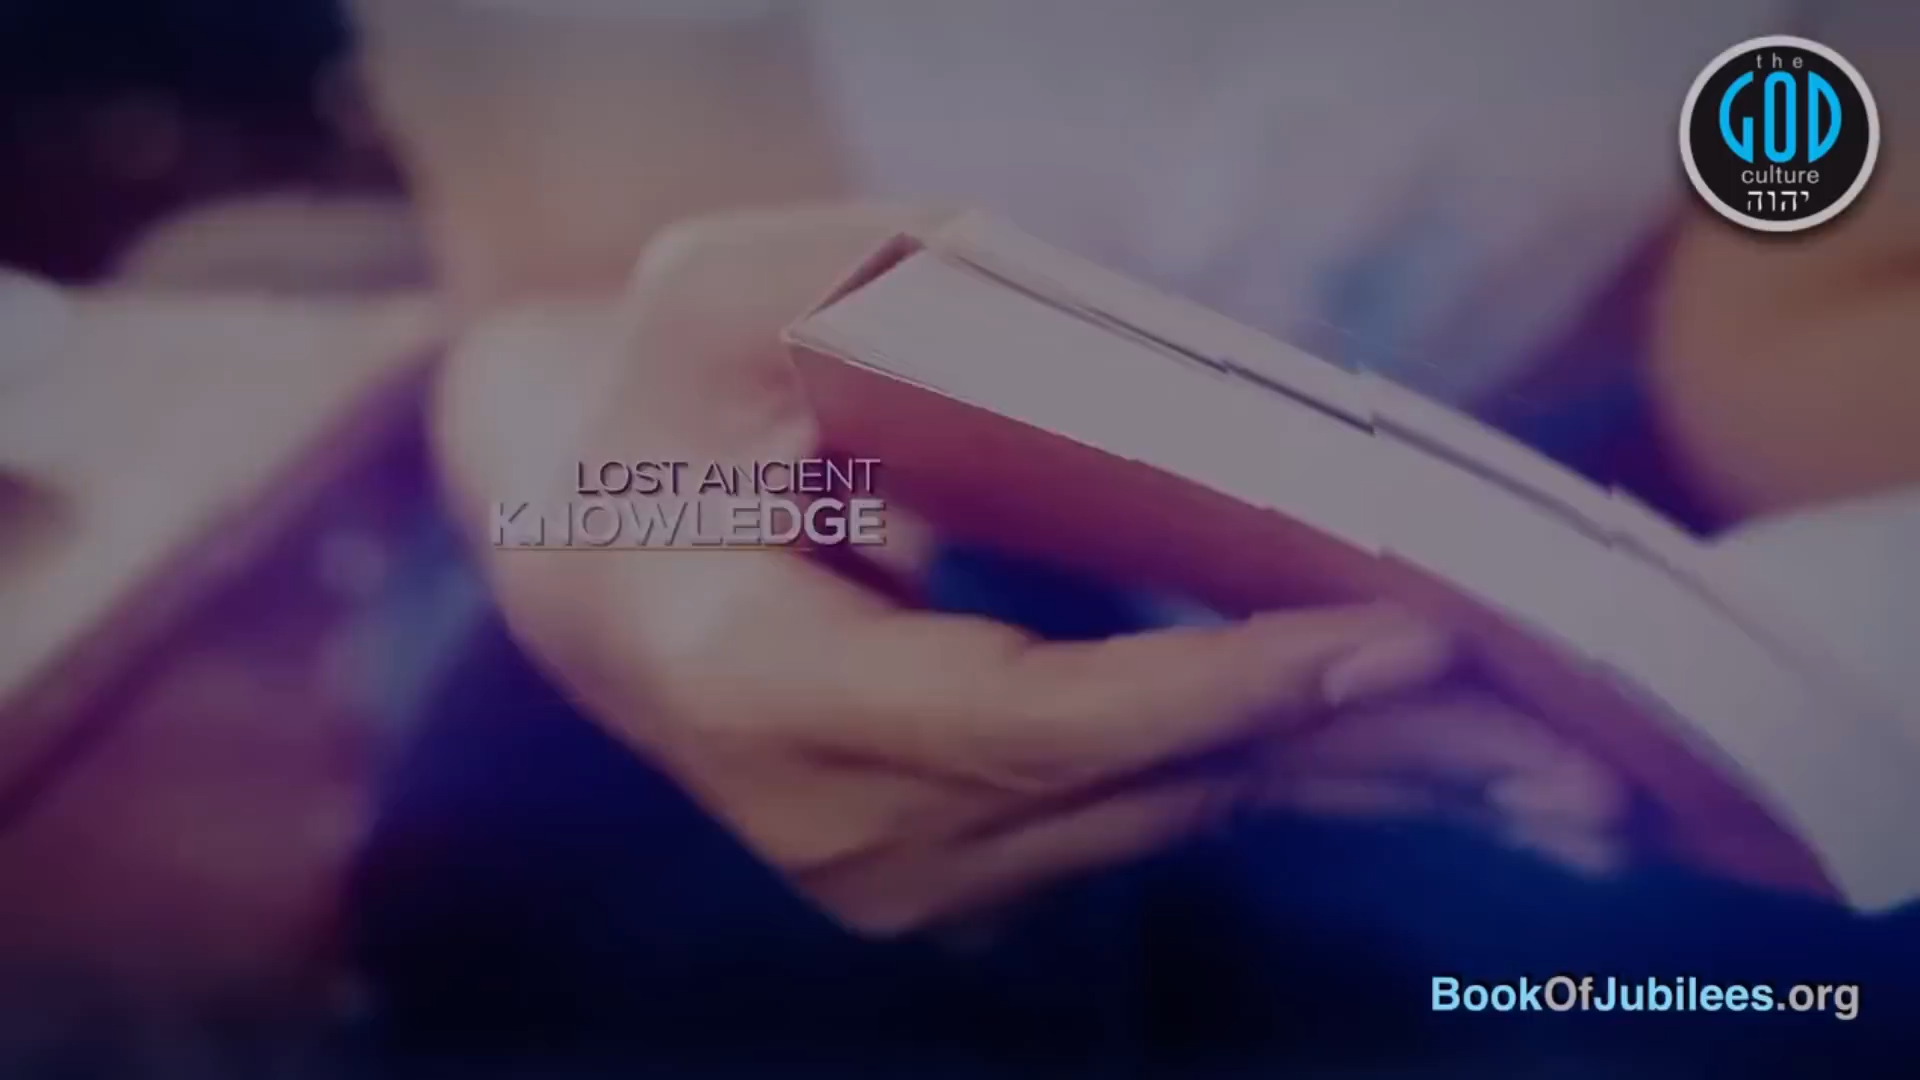 the
GOD
culture
יהוה
LOST ANCIENT
KNOWLEDGE
BookOfJubilees.org